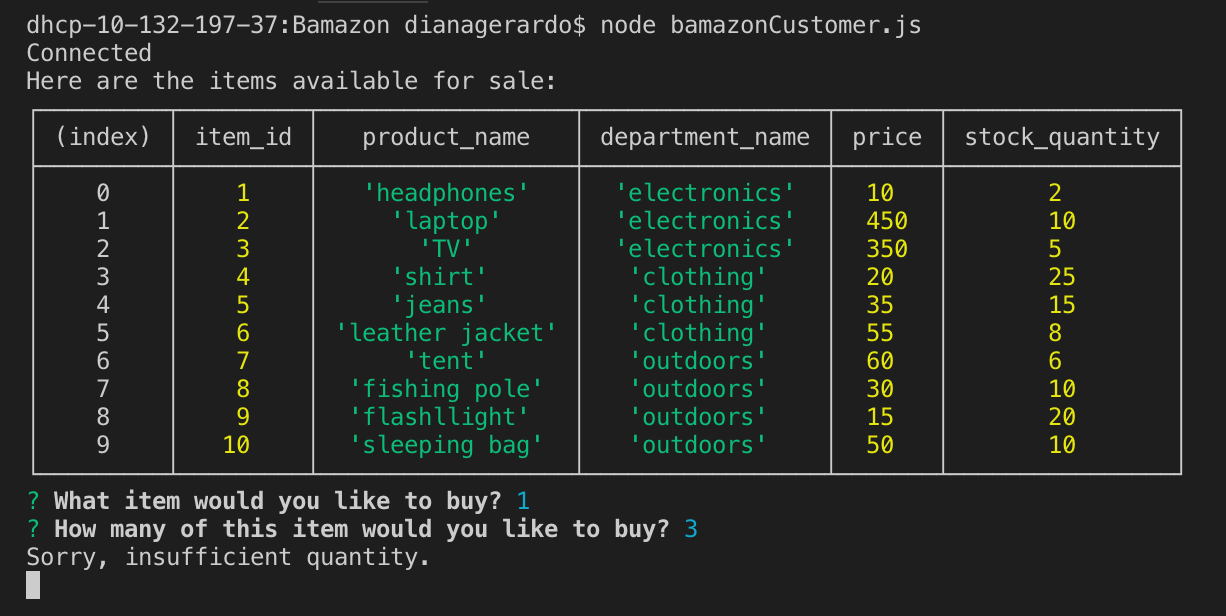 dhcp-10-132-197-37:Bamazon dianagerardo$ node bamazonCustomer.js
Connected
Here are the items available for sale:
(index) item_id product_name department_name price stock_quantity
0 1 'headphones' 'electronics' 10 2
1 2 'laptop' 'electronics' 450 10
2 3 'TV' 'electronics' 350 5
3 4 'shirt' 'clothing' 20 25
4 5 'jeans' 'clothing' 35 15
5 6 'leather jacket' 'clothing' 55 8
6 7 'tent' 'outdoors' 60 6
7 8 'fishing pole' 'outdoors' 30 10
8 9 'flashllight' 'outdoors' 15 20
9 10 'sleeping bag' 'outdoors' 50 10
? What item would you like to buy? 1
? How many of this item would you like to buy? 3
Sorry, insufficient quantity.